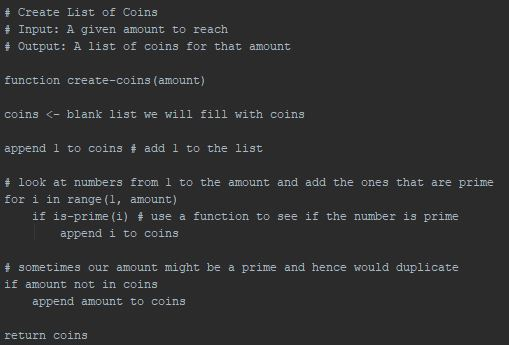 # Create List of Coins
# Input: A given amount to reach
# Output: A list of coins for that amount
function create-coins(amount)
coins <- blank list we will fill with coins
append 1 to coins # add 1 to the list
# look at numbers from 1 to the amount and add the ones that are prime
for i in range(1, amount)
if is-prime(i) # use a function to see if the number is prime
append i to coins
# sometimes our amount might be a prime and hence would duplicate
if amount not in coins
append amount to coins
return coins